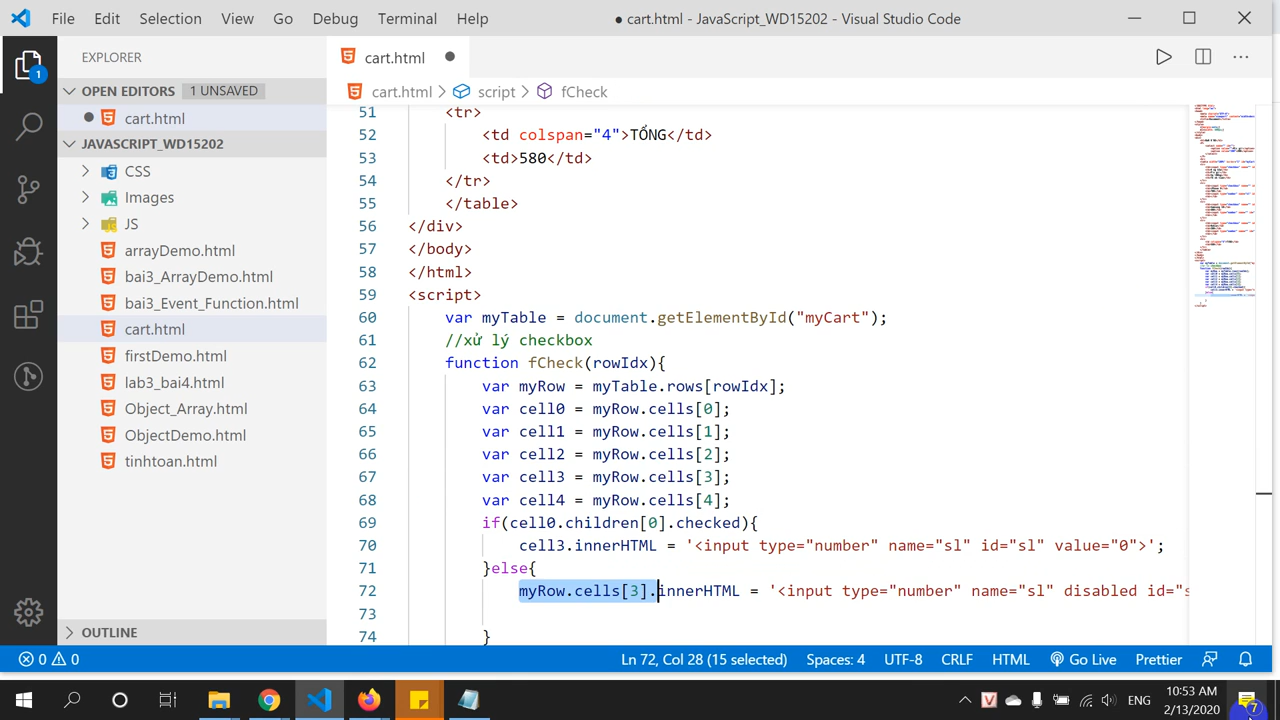 File Edit Selection View Go Debug Terminal Help ● cart.html - JavaScript_WD15202 - Visual Studio Code
EXPLORER
OPEN EDITORS 1 UNSAVED
cart.html
JAVASCRIPT_WD15202
CSS
Images
JS
arrayDemo.html
bai3_ArrayDemo.html
bai3_Event_Function.html
cart.html
firstDemo.html
lab3_bai4.html
Object_Array.html
ObjectDemo.html
tinhtoan.html
OUTLINE
1
cart.html
cart.html > script > fCheck
51 <tr>
52 <td colspan="4">TỔNG</td>
53 <td>580</td>
54 </tr>
55 </table>
56 </div>
57 </body>
58 </html>
59 <script>
60 var myTable = document.getElementById("myCart");
61 //xử lý checkbox
62 function fCheck(rowIdx){
63 var myRow = myTable.rows[rowIdx];
64 var cell0 = myRow.cells[0];
65 var cell1 = myRow.cells[1];
66 var cell2 = myRow.cells[2];
67 var cell3 = myRow.cells[3];
68 var cell4 = myRow.cells[4];
69 if(cell0.children[0].checked){
70 cell3.innerHTML = '<input type="number" name="sl" id="sl" value="0">';
71 }else{
72 myRow.cells[3].innerHTML = '<input type="number" name="sl" disabled id="s
73
74 }
0 0 Ln 72, Col 28 (15 selected) Spaces: 4 UTF-8 CRLF HTML Go Live Prettier
ENG 10:53 AM
2/13/2020
7